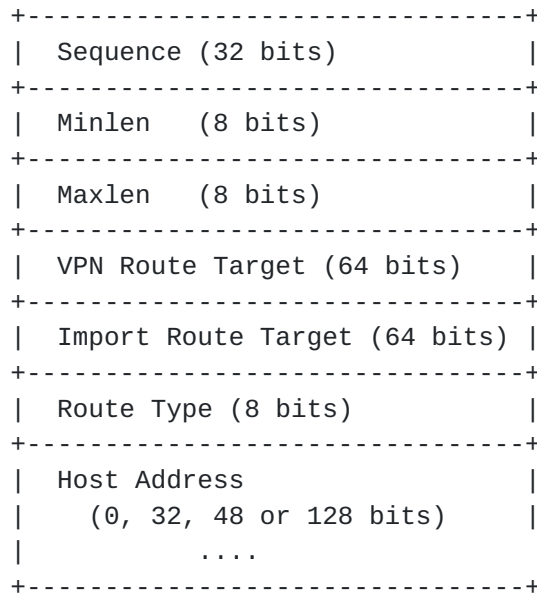 +-------------------------------+
|  Sequence (32 bits)           |
+-------------------------------+
|  Minlen   (8 bits)            |
+-------------------------------+
|  Maxlen   (8 bits)            |
+-------------------------------+
|  VPN Route Target (64 bits)   |
+-------------------------------+
|  Import Route Target (64 bits) |
+-------------------------------+
|  Route Type (8 bits)          |
+-------------------------------+
|  Host Address                 |
|    (0, 32, 48 or 128 bits)    |
|           ....
+-------------------------------+